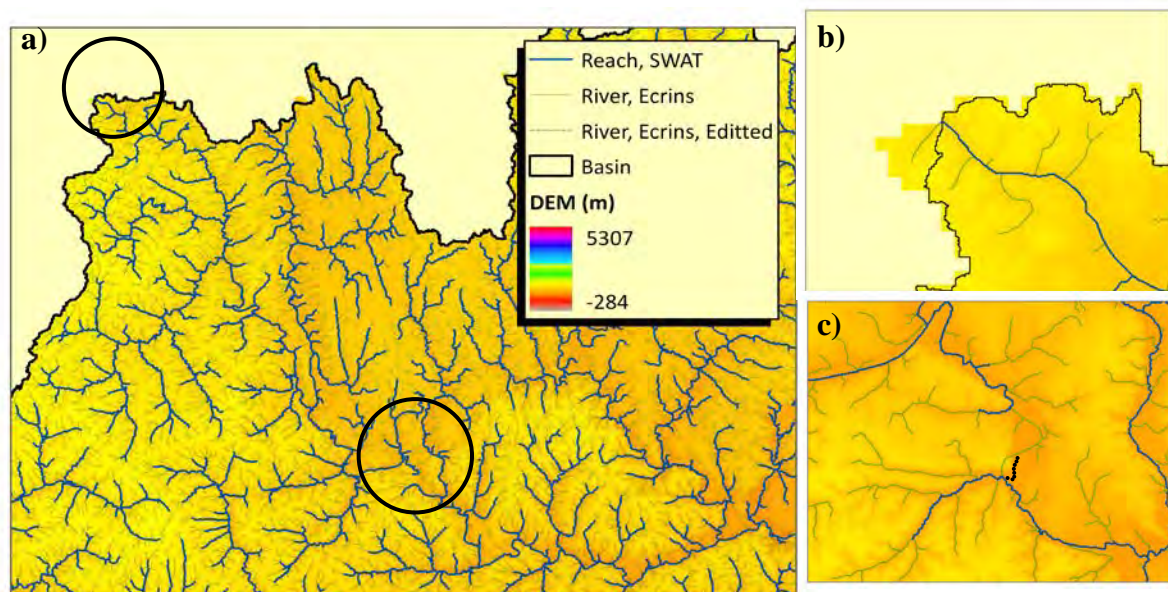 a)
Reach, SWAT
River, Ecrins
River, Ecrins, Editted
Basin
DEM (m)
5307
-284
b)
c)